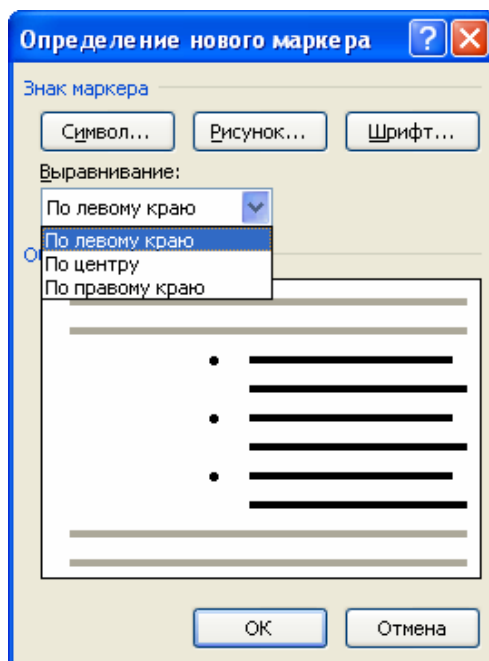 Определение нового маркера
Знак маркера
Символ... Рисунок... Шрифт...
Выравнивание:
По левому краю
По левому краю
По центру
По правому краю
ОК Отмена